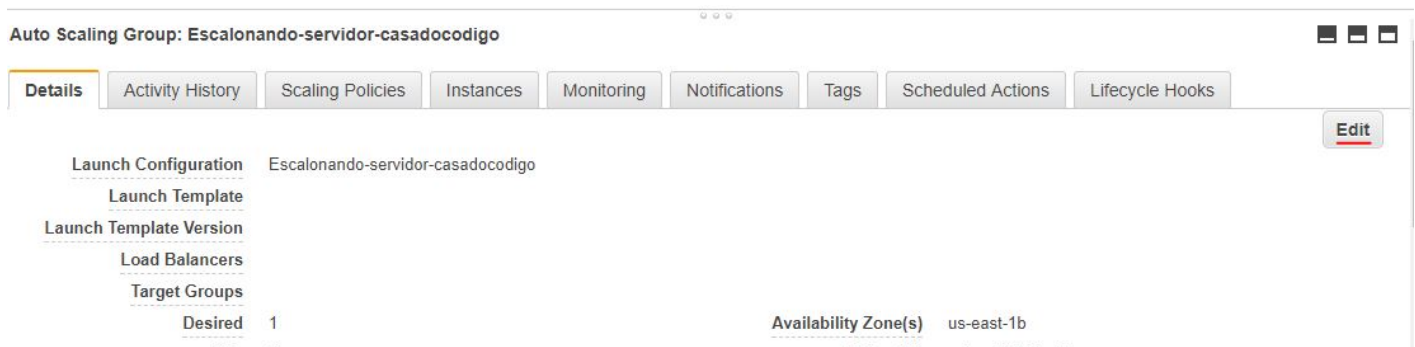 Auto Scaling Group: Escalonando-servidor-casadocodigo
Details Activity History Scaling Policies Instances Monitoring Notifications Tags Scheduled Actions Lifecycle Hooks
Edit
Launch Configuration Escalonando-servidor-casadocodigo
Launch Template
Launch Template Version
Load Balancers
Target Groups
Desired 1 Availability Zone(s) us-east-1b